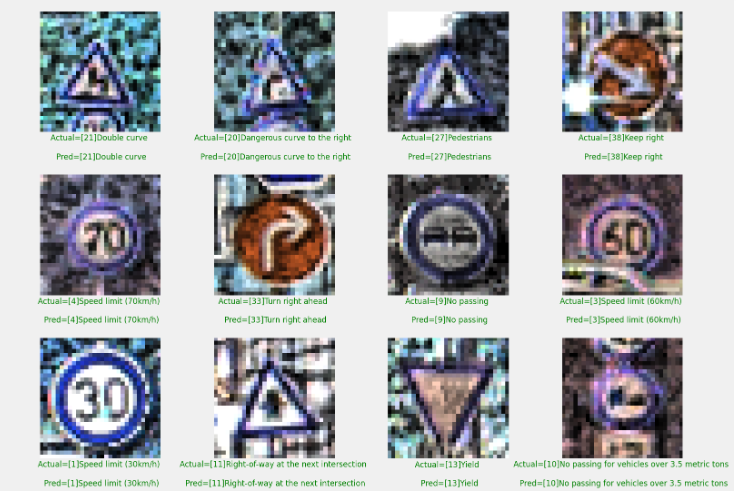 Actual=[21]Double curve
Pred=[21]Double curve
Actual=[20]Dangerous curve to the right
Pred=[20]Dangerous curve to the right
Actual=[27]Pedestrians
Pred=[27]Pedestrians
Actual=[38]Keep right
Pred=[38]Keep right
70
60
Actual=[4]Speed limit (70km/h)
Pred=[4]Speed limit (70km/h)
Actual=[33]Turn right ahead
Pred=[33]Turn right ahead
Actual=[9]No passing
Pred=[9]No passing
Actual=[3]Speed limit (60km/h)
Pred=[3]Speed limit (60km/h)
30
Actual=[1]Speed limit (30km/h)
Pred=[1]Speed limit (30km/h)
Actual=[11]Right-of-way at the next intersection
Pred=[11]Right-of-way at the next intersection
Actual=[13]Yield
Pred=[13]Yield
Actual=[10]No passing for vehicles over 3.5 metric tons
Pred=[10]No passing for vehicles over 3.5 metric tons